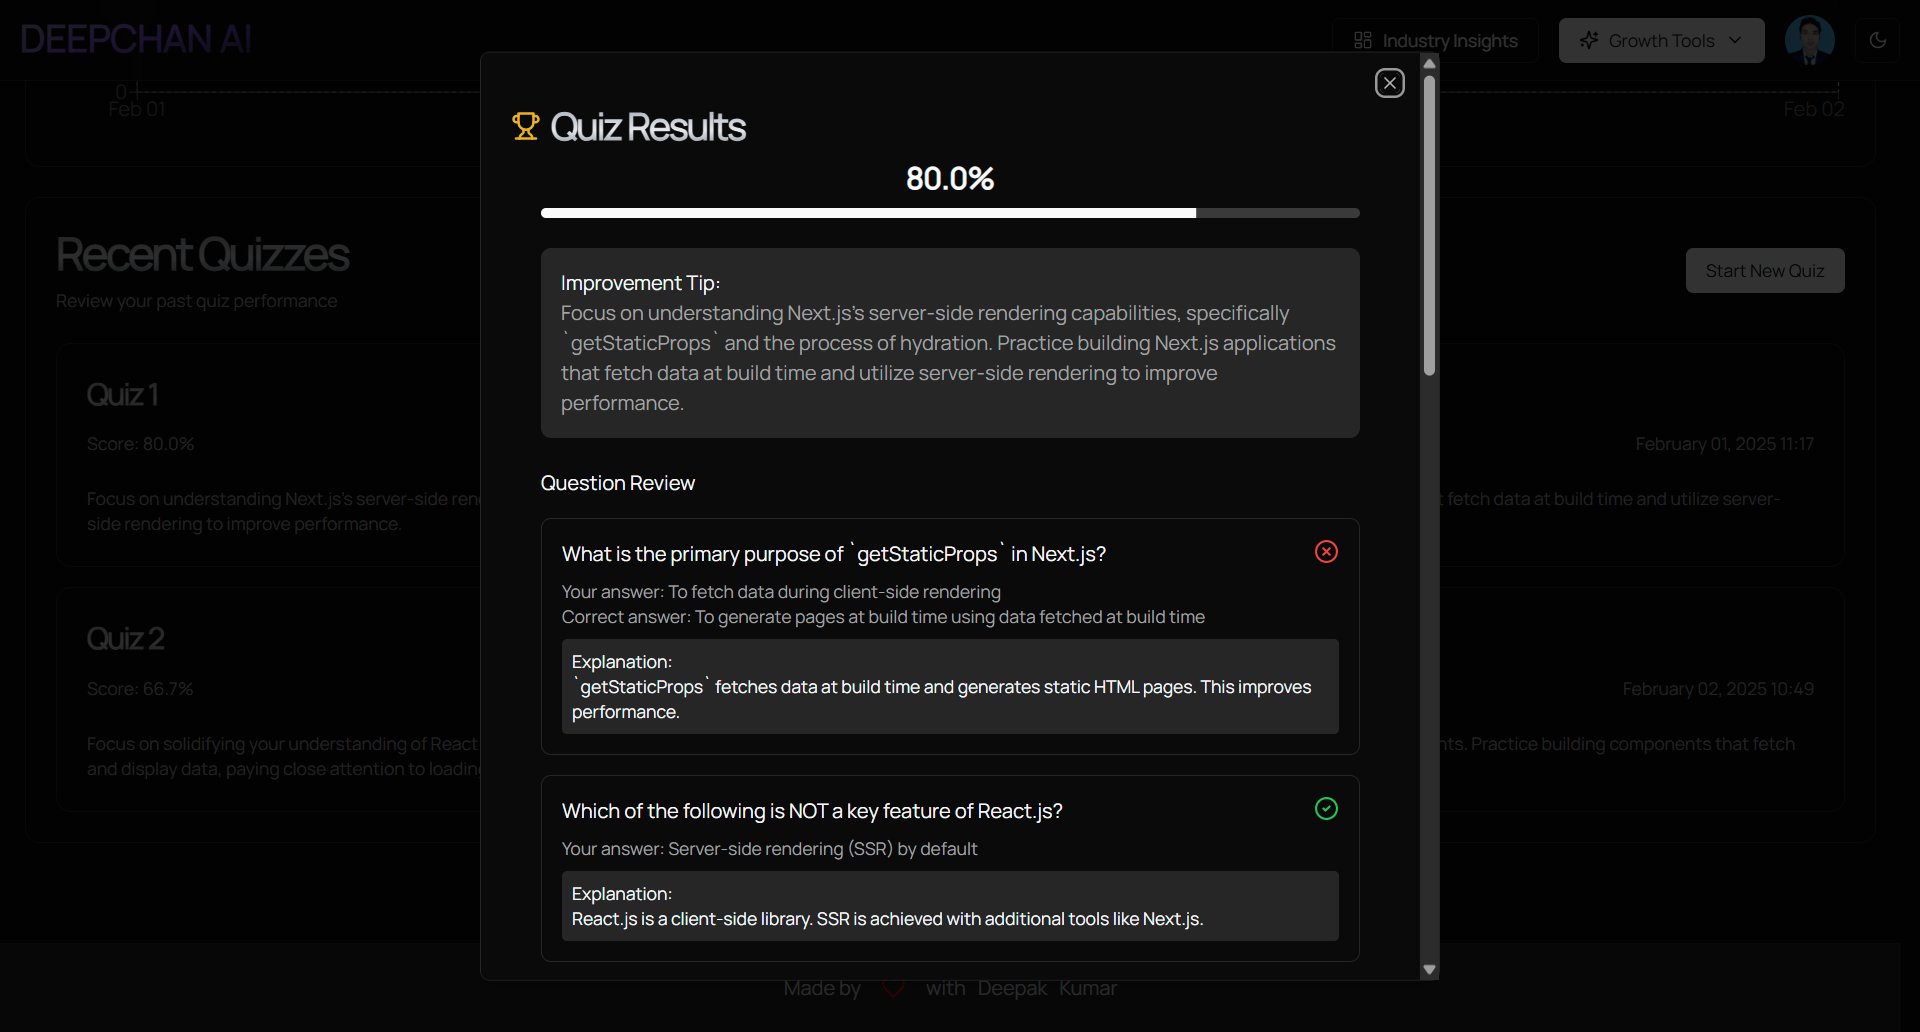 DEEPCHAN AI
Industry Insights
Growth Tools
0
Feb 01
Feb 02
Recent Quizzes
Review your past quiz performance
Start New Quiz
Quiz 1
Score: 80.0%
February 01, 2025 11:17
Focus on understanding Next.js's server-side
fetch data at build time and utilize server-
side rendering to improve performance.
Quiz 2
Score: 66.7%
February 02, 2025 10:49
Focus on solidifying your understanding of React
Practice building components that fetch
and display data, paying close attention to
Quiz Results
80.0%
Improvement Tip:
Focus on understanding Next.js's server-side rendering capabilities, specifically
`getStaticProps` and the process of hydration. Practice building Next.js applications
that fetch data at build time and utilize server-side rendering to improve
performance.
Question Review
What is the primary purpose of `getStaticProps` in Next.js?
Your answer: To fetch data during client-side rendering
Correct answer: To generate pages at build time using data fetched at build time
Explanation:
`getStaticProps` fetches data at build time and generates static HTML pages. This improves
performance.
Which of the following is NOT a key feature of React.js?
Your answer: Server-side rendering (SSR) by default
Explanation:
React.js is a client-side library. SSR is achieved with additional tools like Next.js.
Made by with Deepak Kumar